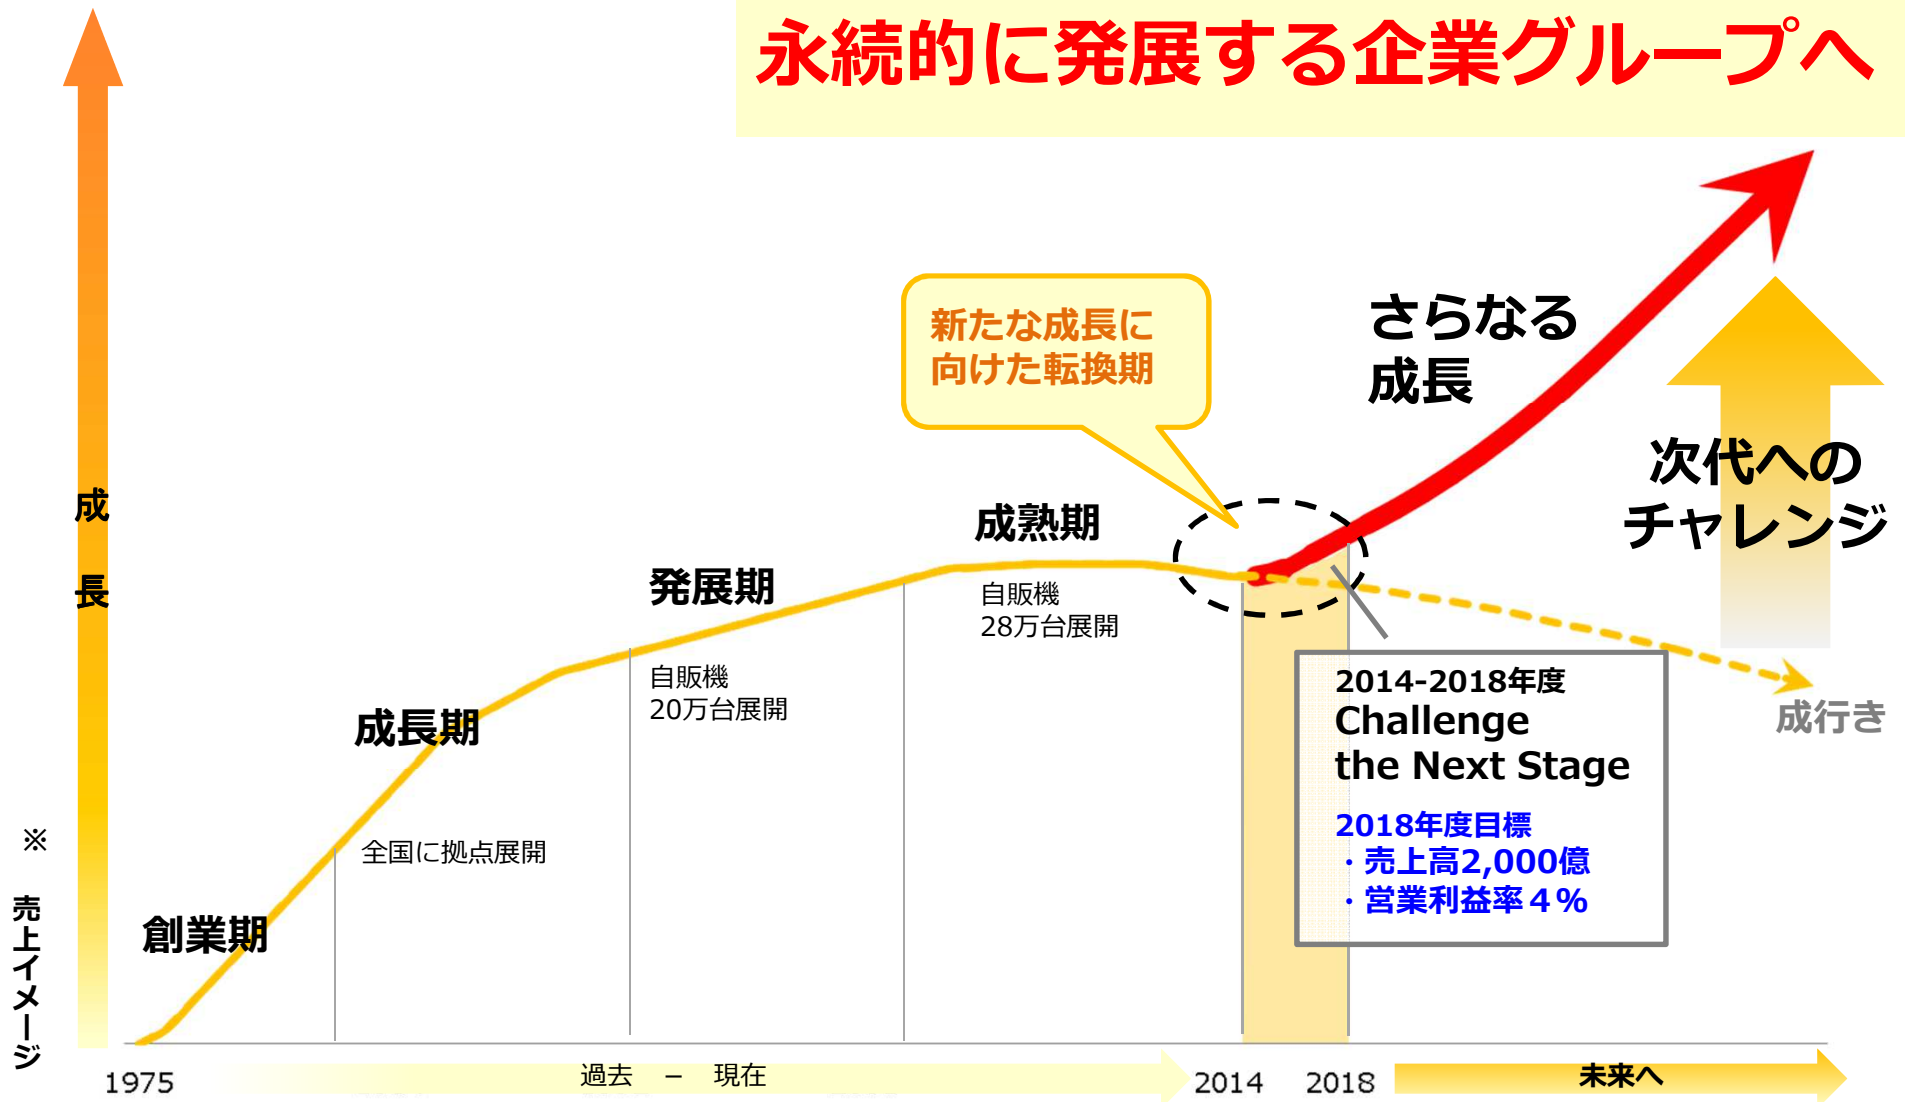 永続的に発展する企業グループへ
新たな成長に
向けた転換期
さらなる
成長
次代への
チャレンジ
成長
成熟期
自販機
28万台展開
発展期
自販機
20万台展開
成長期
全国に拠点展開
創業期
2014-2018年度
Challenge
the Next Stage
2018年度目標
・売上高2,000億
・営業利益率４％
成行き
※ 売上イメージ
1975
過去 － 現在
2014
2018
未来へ